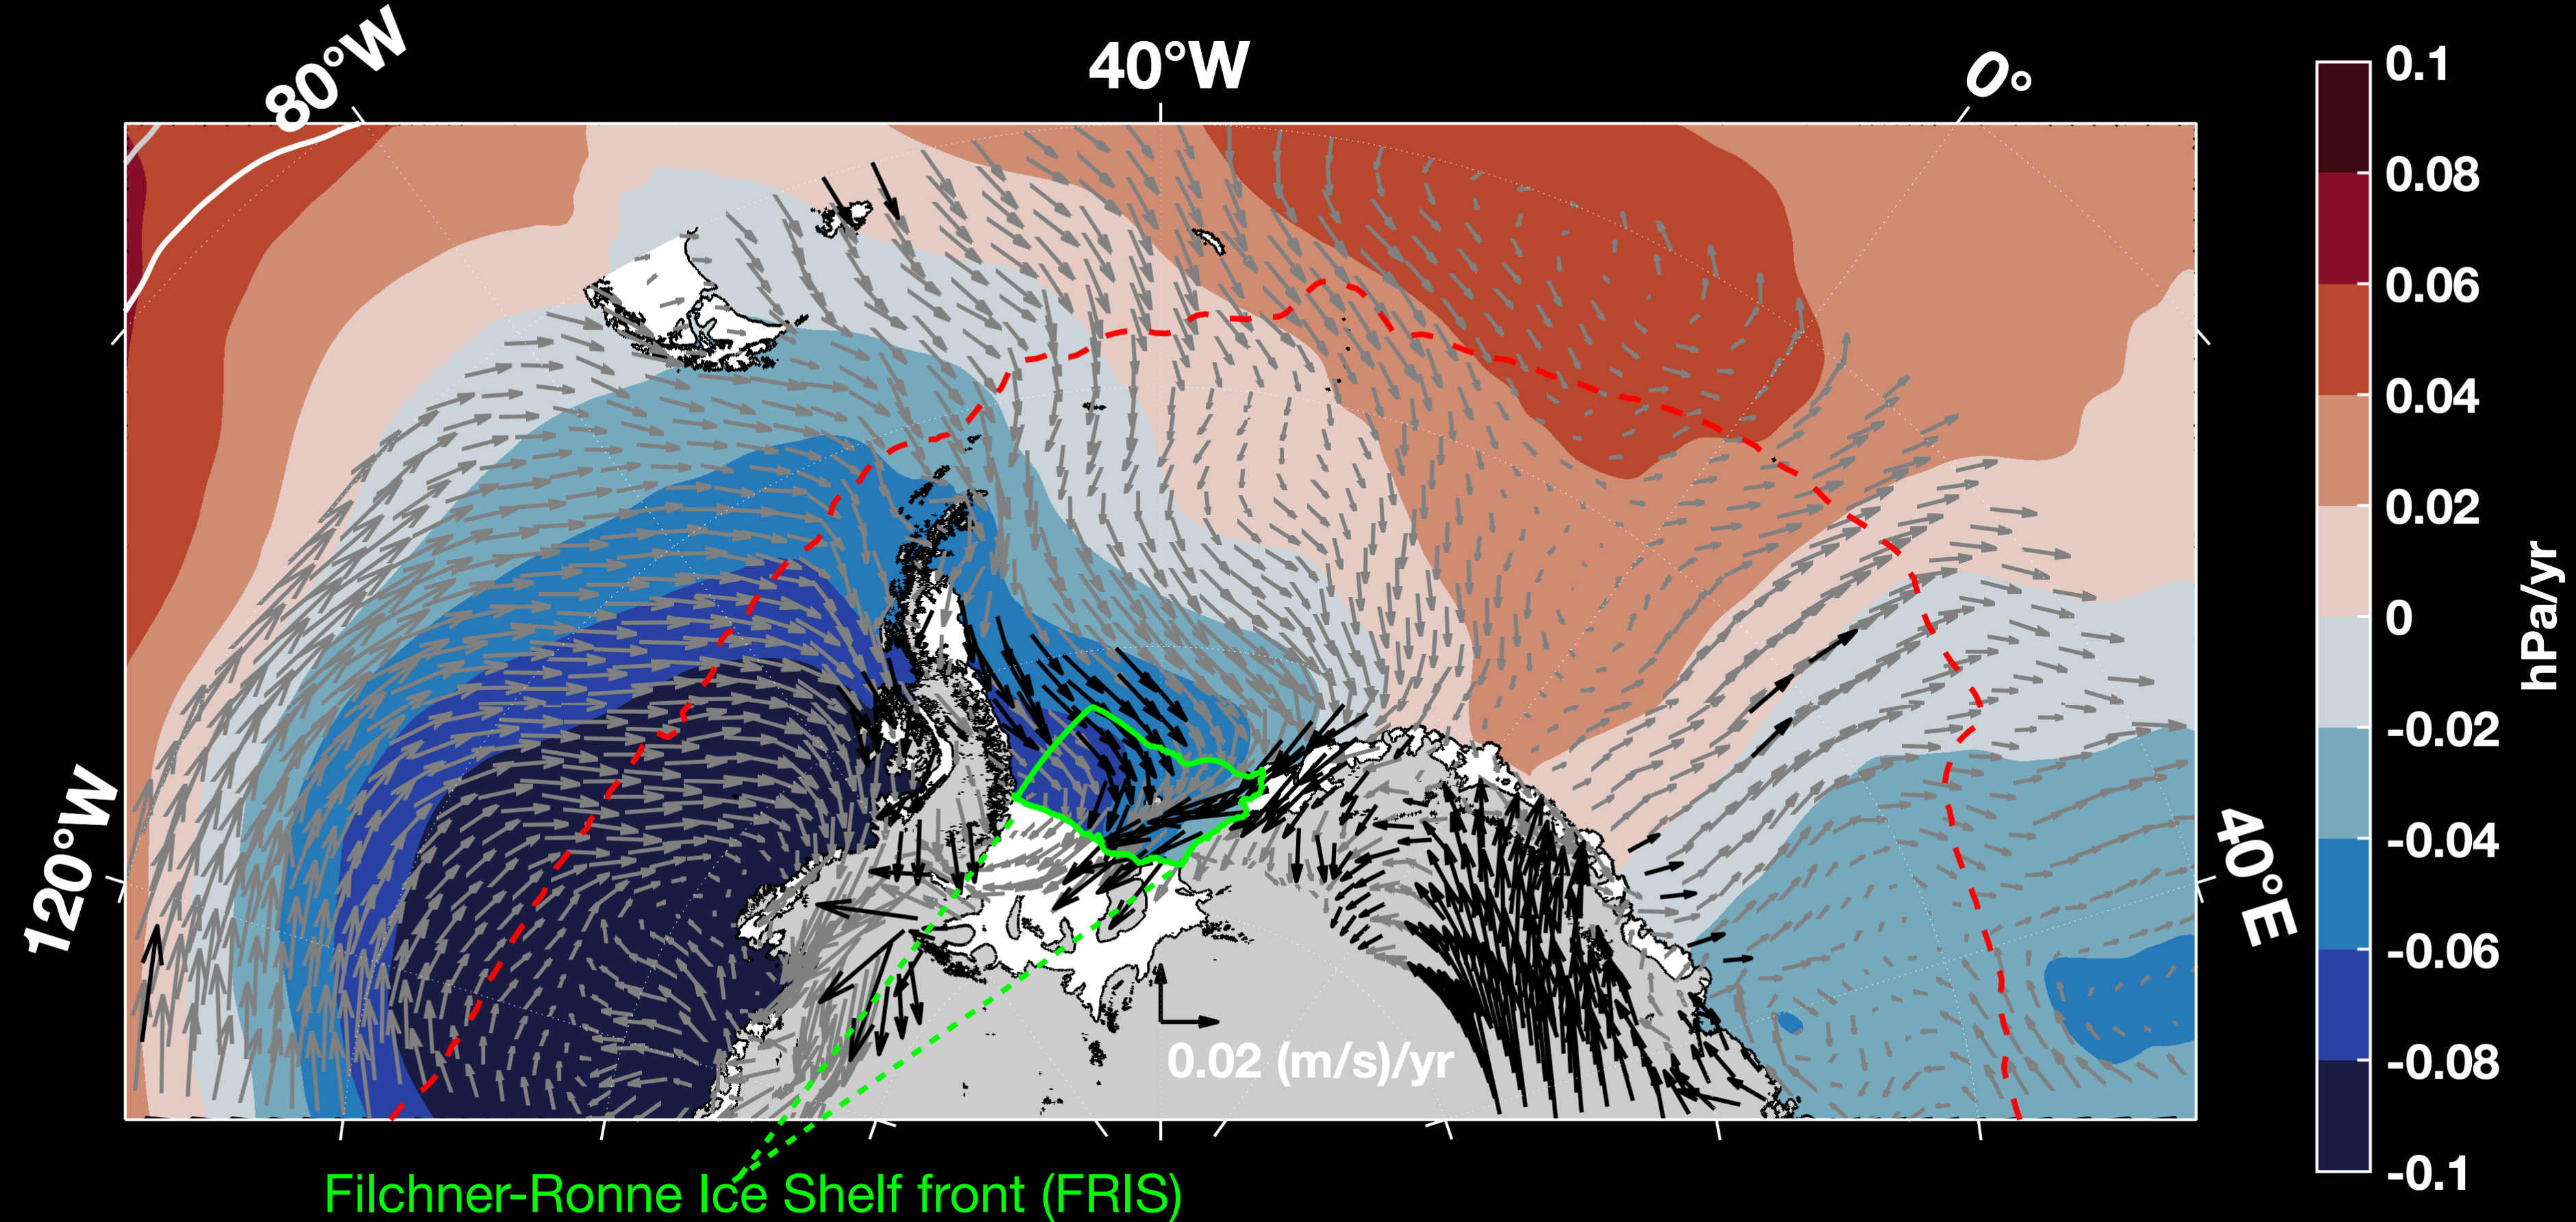 80°W
40°W
0°
120°W
40°E
0.1
0.08
0.06
0.04
0.02
0
-0.02
-0.04
-0.06
-0.08
-0.1
hPa/yr
0.02 (m/s)/yr
Filchner-Ronne Ice Shelf front (FRIS)